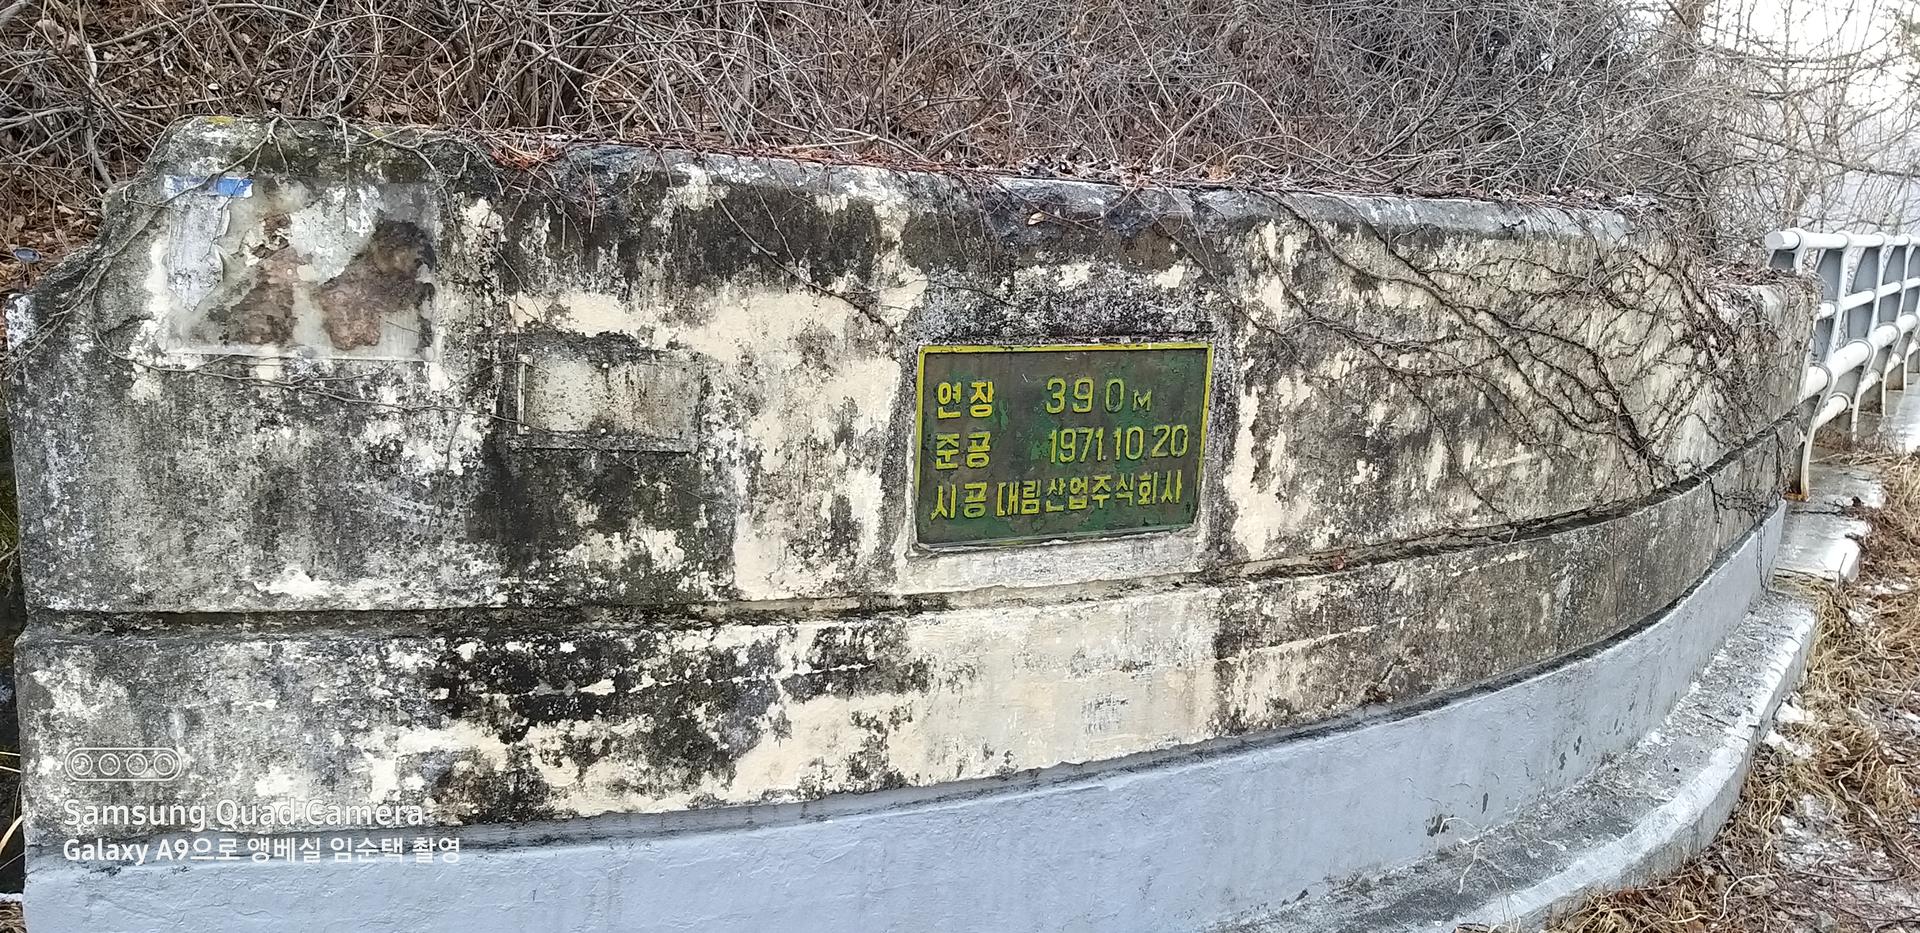 연장 390M
준공 1971.10.20
시공 대림산업주식회사
Samsung Quad Camera
Galaxy A9으로 앵베실 임순택 촬영